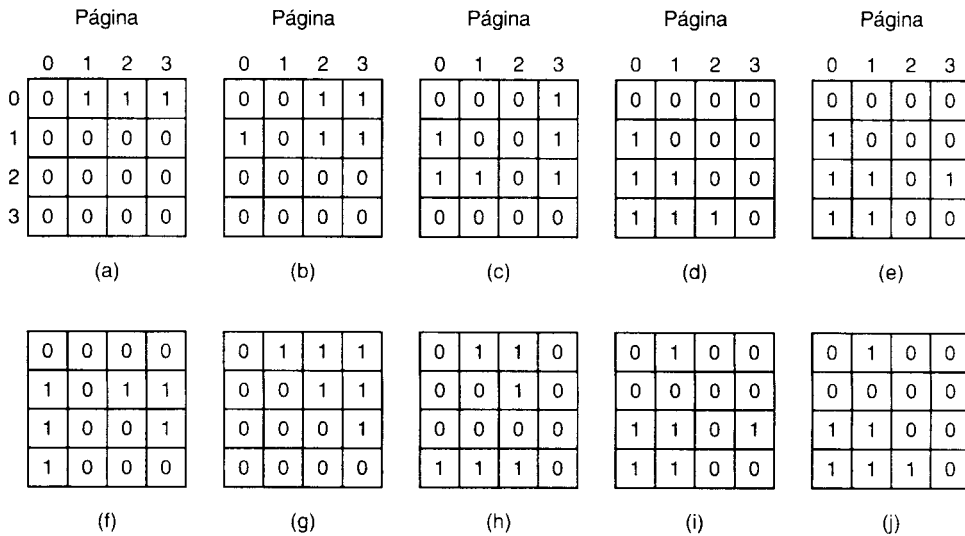 Página Página Página Página Página
0 1 2 3 0 1 2 3 0 1 2 3 0 1 2 3 0 1 2 3
0 0 1 1 1 0 0 1 1 0 0 0 1 0 0 0 0 0 0 0 0
1 0 0 0 0 1 0 1 1 1 0 0 1 1 0 0 0 1 0 0 0
2 0 0 0 0 0 0 0 0 1 1 0 1 1 1 0 0 1 1 0 1
3 0 0 0 0 0 0 0 0 0 0 0 0 1 1 1 0 1 1 0 0
(a) (b) (c) (d) (e)
0 0 0 0 0 1 1 1 0 1 1 0 0 1 0 0 0 1 0 0
1 0 1 1 0 0 1 1 0 0 1 0 0 0 0 0 0 0 0 0
1 0 0 1 0 0 0 1 0 0 0 0 1 1 0 1 1 1 0 0
1 0 0 0 0 0 0 0 1 1 1 0 1 1 0 0 1 1 1 0
(f) (g) (h) (i) (j)